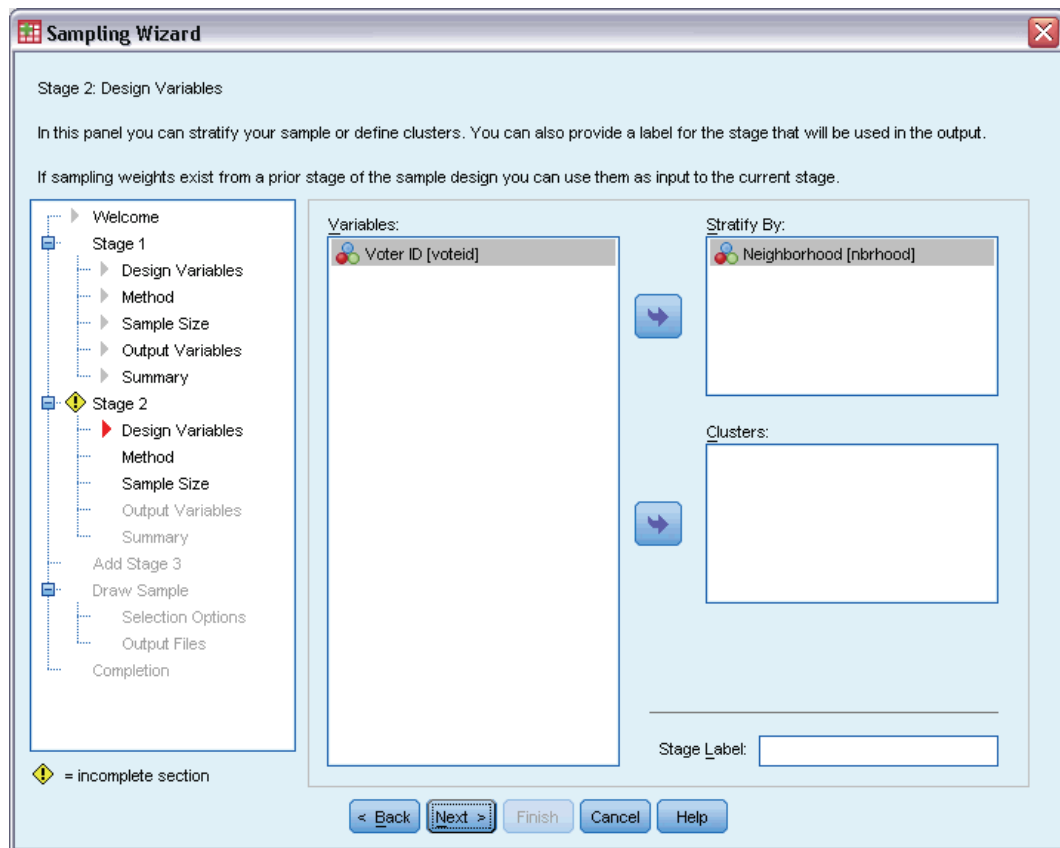 Sampling Wizard
Stage 2: Design Variables
In this panel you can stratify your sample or define clusters. You can also provide a label for the stage that will be used in the output.
If sampling weights exist from a prior stage of the sample design you can use them as input to the current stage.
Welcome
Stage 1
Design Variables
Method
Sample Size
Output Variables
Summary
Stage 2
Design Variables
Method
Sample Size
Output Variables
Summary
Add Stage 3
Draw Sample
Selection Options
Output Files
Completion
= incomplete section
Variables:
Voter ID [voteid]
Stratify By:
Neighborhood [nbrhood]
Clusters:
Stage Label:
< Back
Next >
Finish
Cancel
Help